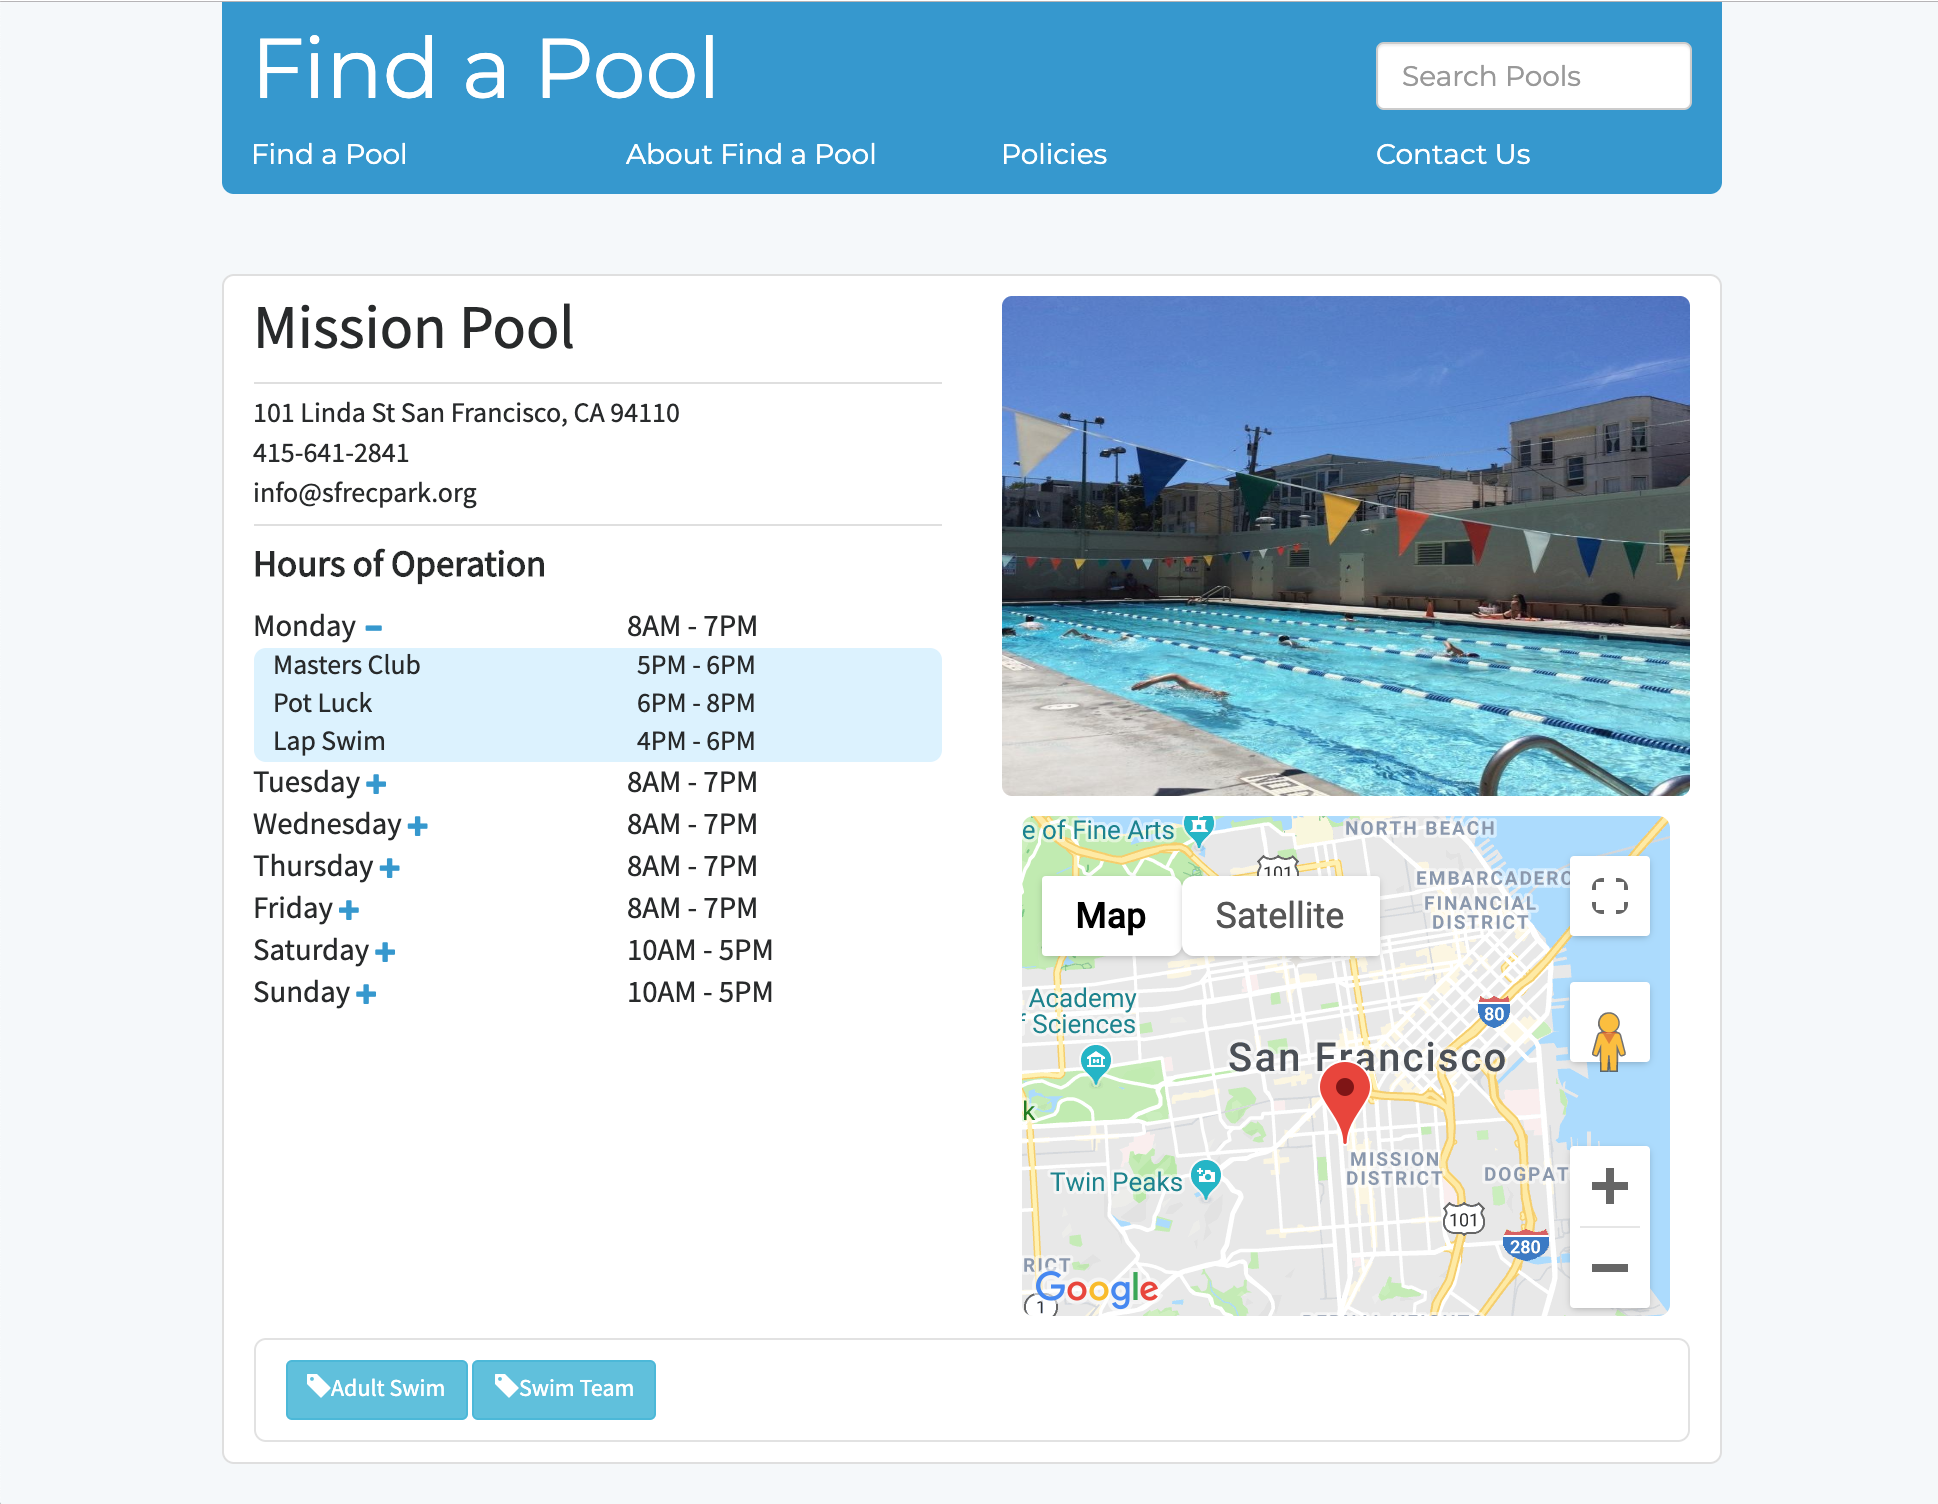 Find a Pool
Search Pools
Find a Pool
About Find a Pool
Policies
Contact Us
Mission Pool
101 Linda St San Francisco, CA 94110
415-641-2841
info@sfrecpark.org
Hours of Operation
Monday 8AM - 7PM
Masters Club 5PM - 6PM
Pot Luck 6PM - 8PM
Lap Swim 4PM - 6PM
Tuesday 8AM - 7PM
Wednesday 8AM - 7PM
Thursday 8AM - 7PM
Friday 8AM - 7PM
Saturday 10AM - 5PM
Sunday 10AM - 5PM
e of Fine Arts
NORTH BEACH
101
EMBARCADERO
FINANCIAL
DISTRICT
Map
Satellite
Academy
Sciences
80
San Francisco
k
MISSION
DISTRICT
DOGPAT
Twin Peaks
101
280
RICT
Google
1
Adult Swim
Swim Team